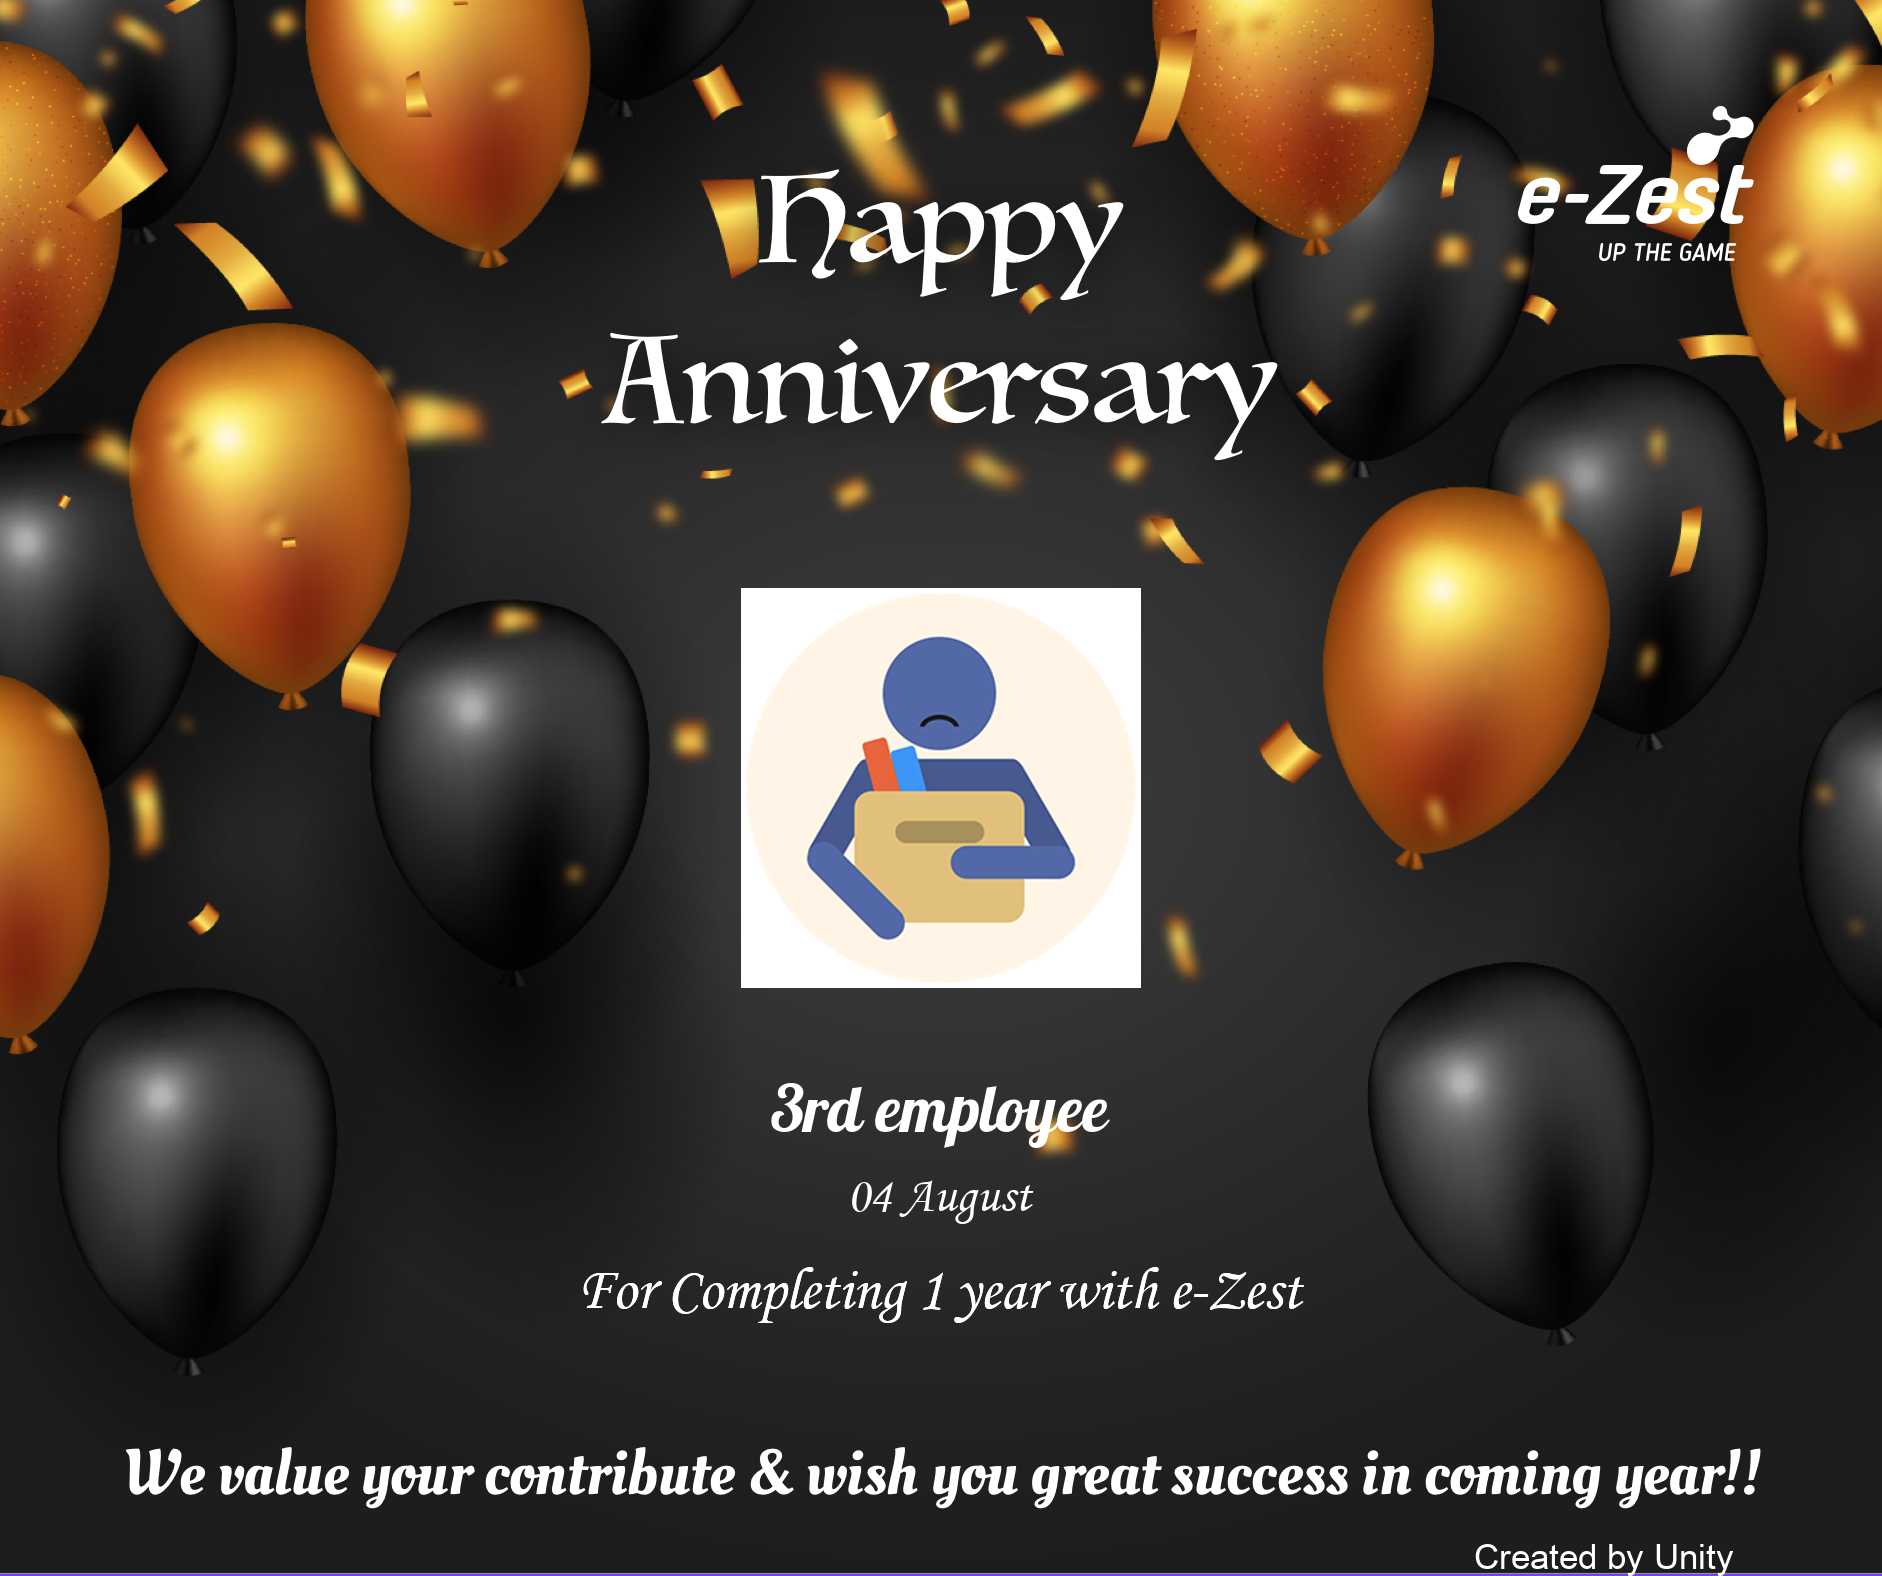 Happy
Anniversary
e-Zest
UP THE GAME
3rd employee
04 August
For Completing 1 year with e-Zest
We value your contribute & wish you great success in coming year!!
Created by Unity